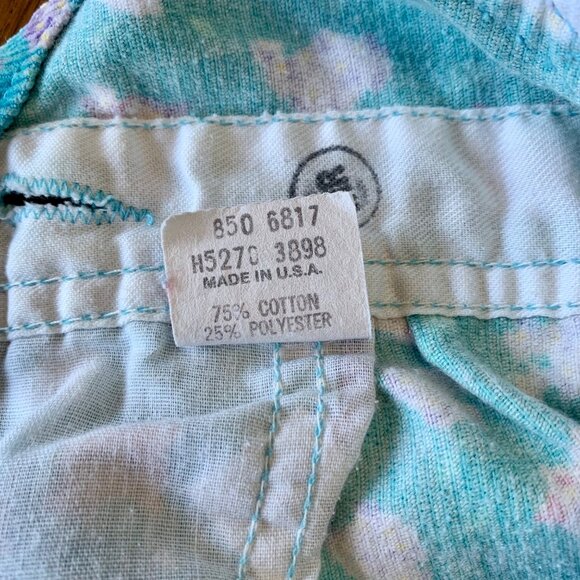 850 6817
H5270 3898
MADE IN U.S.A.
75% COTTON
25% POLYESTER